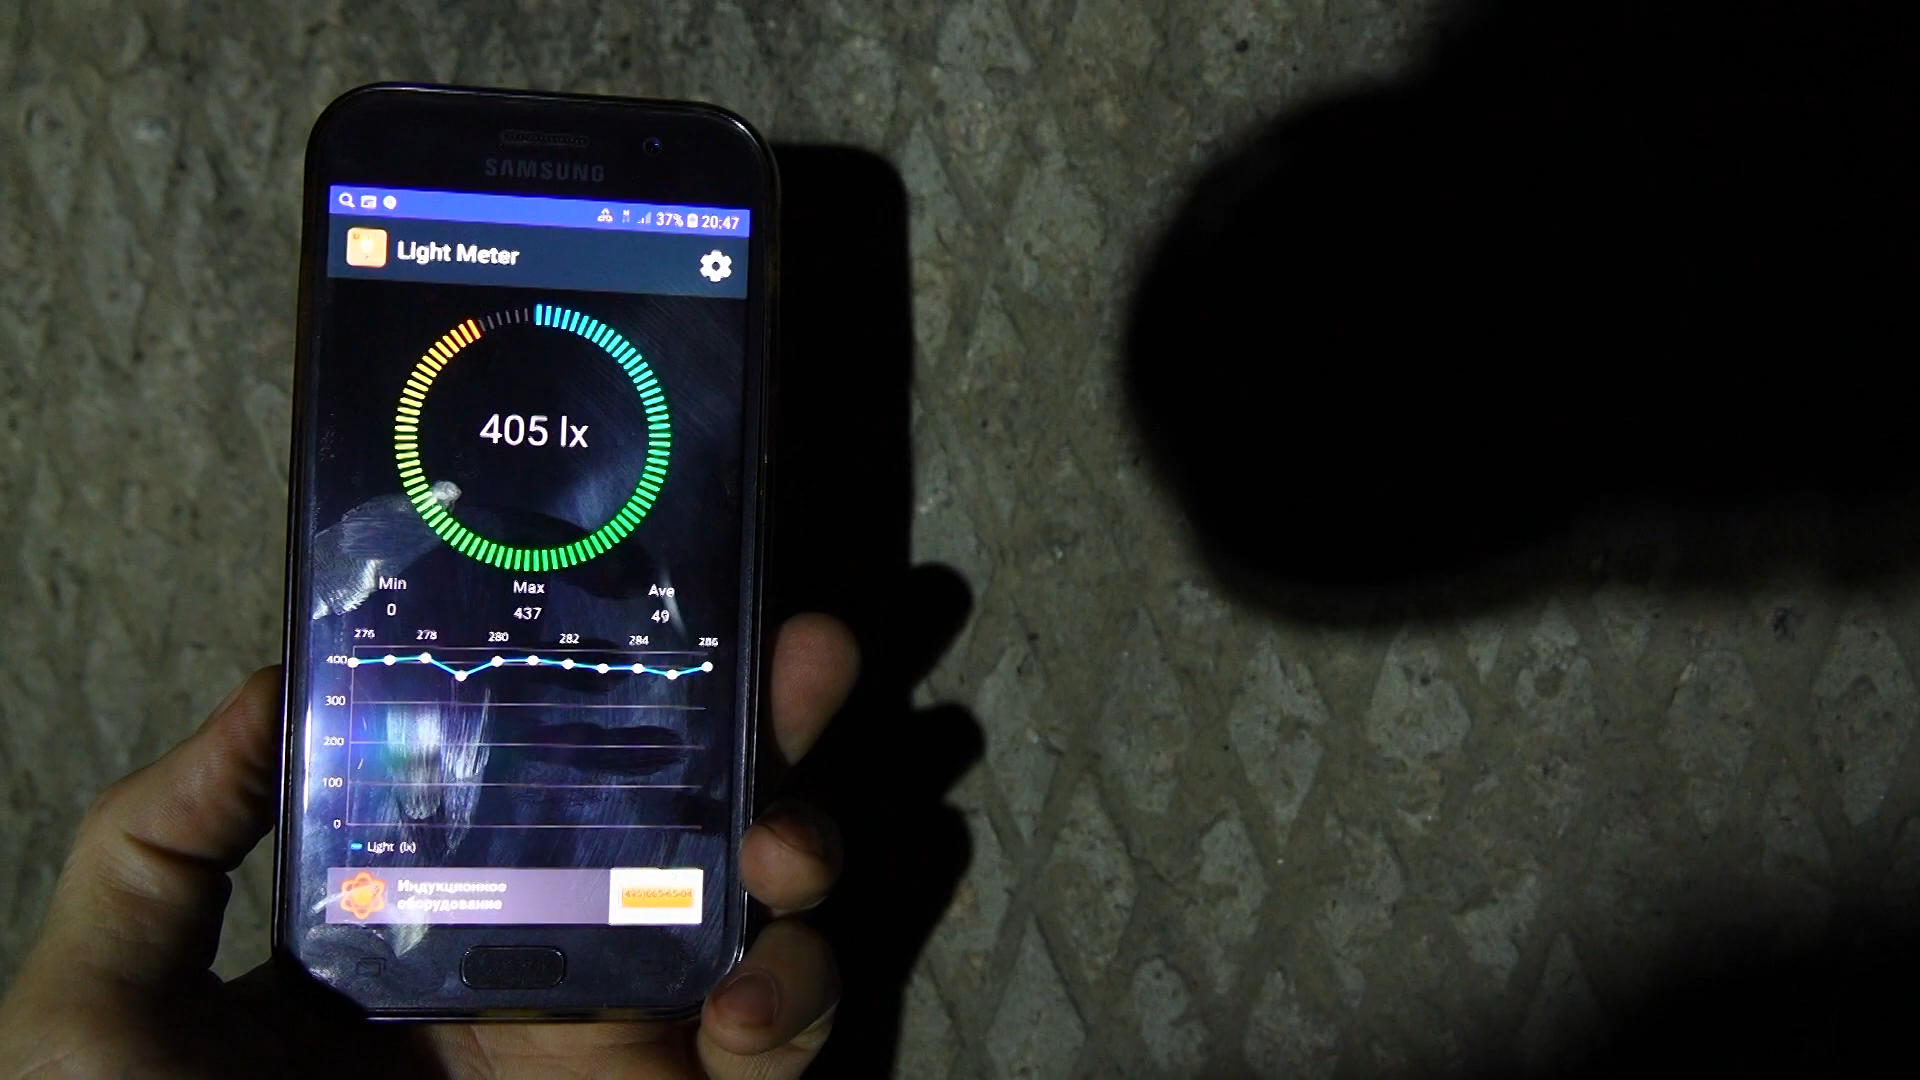 SAMSUNG
37% 20:47
Light Meter
405 lx
Min Max Ave
0 437 49
276 278 280 282 284 286
400
300
200
100
0
Light (lx)
Индукционное
оборудование